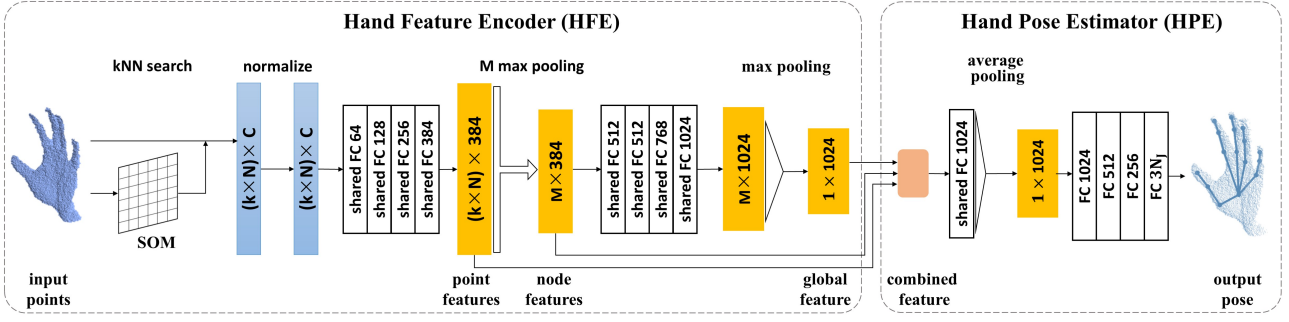 Hand Feature Encoder (HFE)
Hand Pose Estimator (HPE)
kNN search
normalize
M max pooling
max pooling
average
pooling
SOM
(k×N)×C
(k×N)×C
shared FC 64
shared FC 128
shared FC 256
shared FC 384
(k×N) × 384
M×384
shared FC 512
shared FC 512
shared FC 768
shared FC 1024
M×1024
1 × 1024
shared FC 1024
1 × 1024
FC 1024
FC 512
FC 256
FC 3N_J
input
points
point
features
node
features
global
feature
combined
feature
output
pose